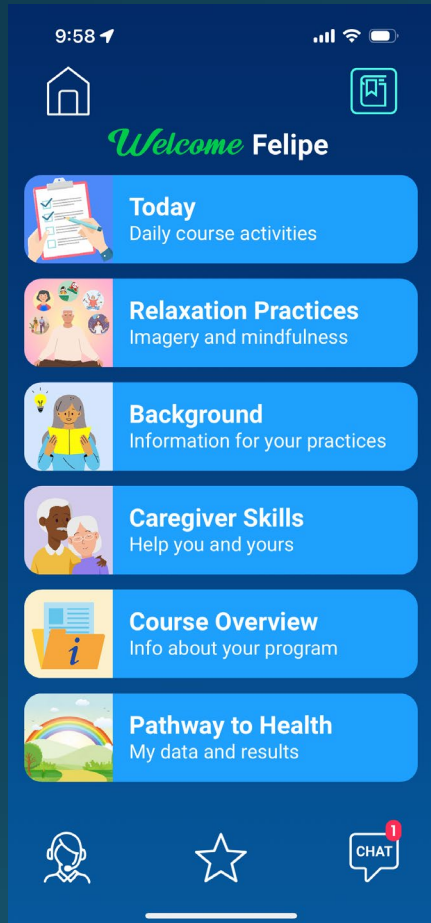 9:58
Welcome Felipe
Today
Daily course activities
Relaxation Practices
Imagery and mindfulness
Background
Information for your practices
Caregiver Skills
Help you and yours
i
Course Overview
Info about your program
Pathway to Health
My data and results
1
CHAT